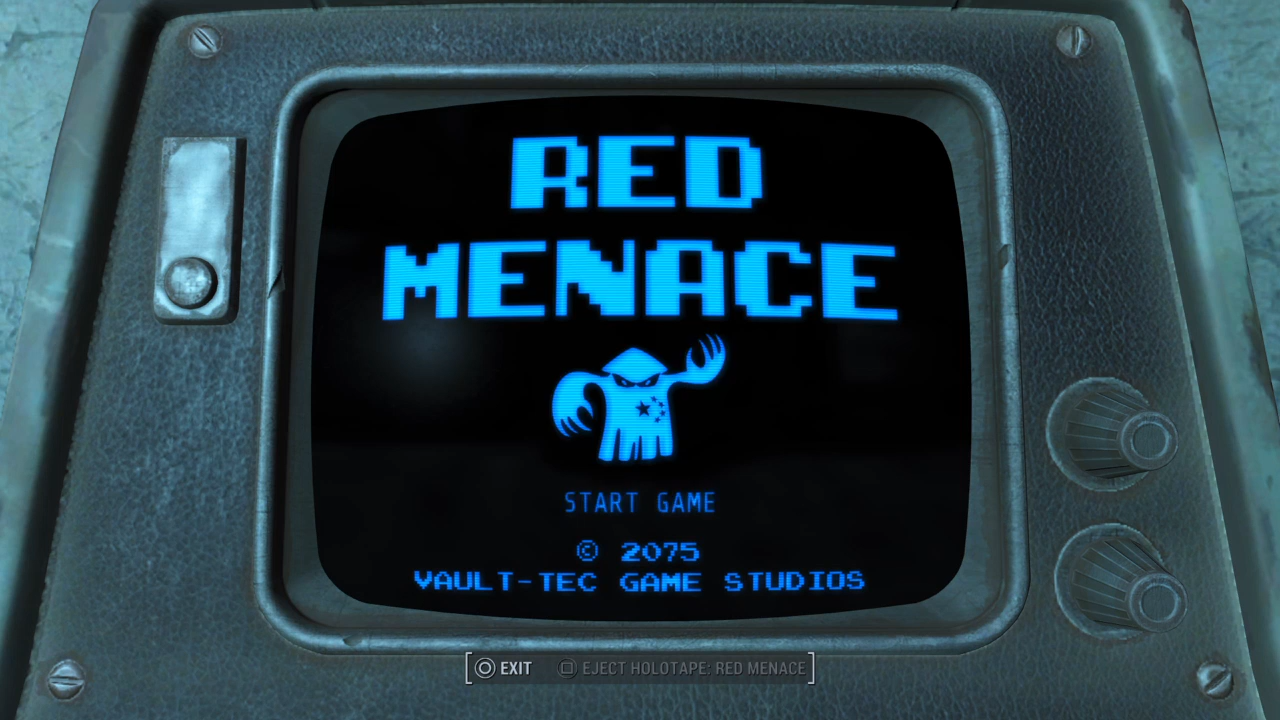 RED
MENACE
START GAME
© 2075
VAULT-TEC GAME STUDIOS
EXIT EJECT HOLOTAPE: RED MENACE